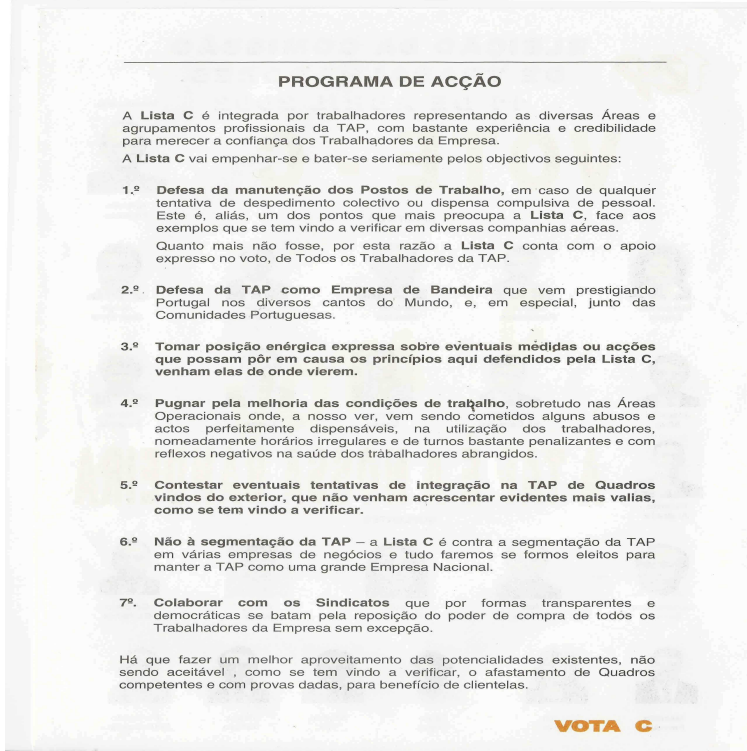 PROGRAMA DE ACÇÃO
A Lista C é integrada por trabalhadores representando as diversas Áreas e
agrupamentos profissionais da TAP, com bastante experiência e credibilidade
para merecer a confiança dos Trabalhadores da Empresa.
A Lista C vai empenhar-se e bater-se seriamente pelos objectivos seguintes:
1.º Defesa da manutenção dos Postos de Trabalho, em caso de qualquer
tentativa de despedimento colectivo ou dispensa compulsiva de pessoal.
Este é, aliás, um dos pontos que mais preocupa a Lista C, face aos
exemplos que se tem vindo a verificar em diversas companhias aéreas.
Quanto mais não fosse, por esta razão a Lista C conta com o apoio
expresso no voto, de Todos os Trabalhadores da TAP.
2.º Defesa da TAP como Empresa de Bandeira que vem prestigiando
Portugal nos diversos cantos do Mundo, e, em especial, junto das
Comunidades Portuguesas.
3.º Tomar posição enérgica expressa sobre eventuais medidas ou acções
que possam pôr em causa os princípios aqui defendidos pela Lista C,
venham elas de onde vierem.
4.º Pugnar pela melhoria das condições de trabalho, sobretudo nas Áreas
Operacionais onde, a nosso ver, vem sendo cometidos alguns abusos e
actos perfeitamente dispensáveis, na utilização dos trabalhadores,
nomeadamente horários irregulares e de turnos bastante penalizantes e com
reflexos negativos na saúde dos trabalhadores abrangidos.
5.º Contestar eventuais tentativas de integração na TAP de Quadros
vindos do exterior, que não venham acrescentar evidentes mais valias,
como se tem vindo a verificar.
6.º Não à segmentação da TAP – a Lista C é contra a segmentação da TAP
em várias empresas de negócios e tudo faremos se formos eleitos para
manter a TAP como uma grande Empresa Nacional.
7º. Colaborar com os Sindicatos que por formas transparentes e
democráticas se batam pela reposição do poder de compra de todos os
Trabalhadores da Empresa sem excepção.
Há que fazer um melhor aproveitamento das potencialidades existentes, não
sendo aceitável , como se tem vindo a verificar, o afastamento de Quadros
competentes e com provas dadas, para benefício de clientelas.
VOTA C